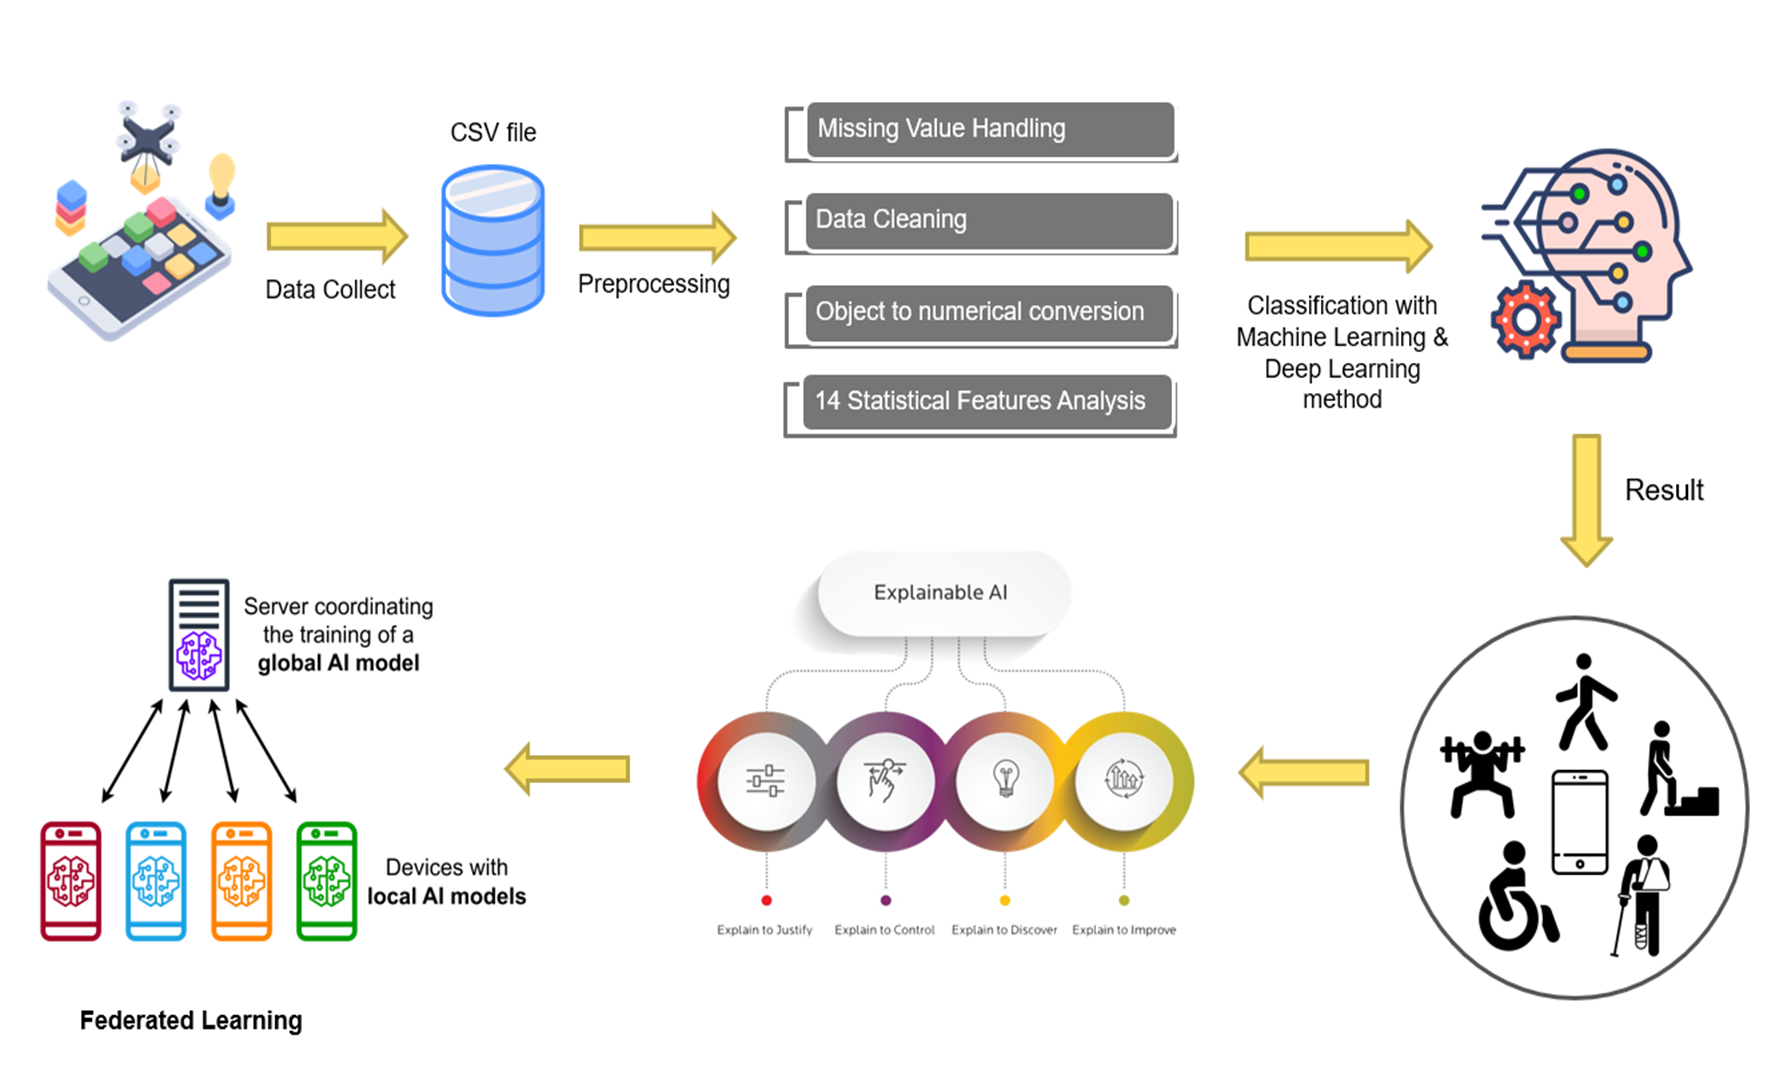 CSV file
Data Collect
Preprocessing
Missing Value Handling
Data Cleaning
Object to numerical conversion
14 Statistical Features Analysis
Classification with
Machine Learning &
Deep Learning
method
Result
Explainable AI
Explain to Justify
Explain to Control
Explain to Discover
Explain to Improve
Server coordinating
the training of a
global AI model
Devices with
local AI models
Federated Learning